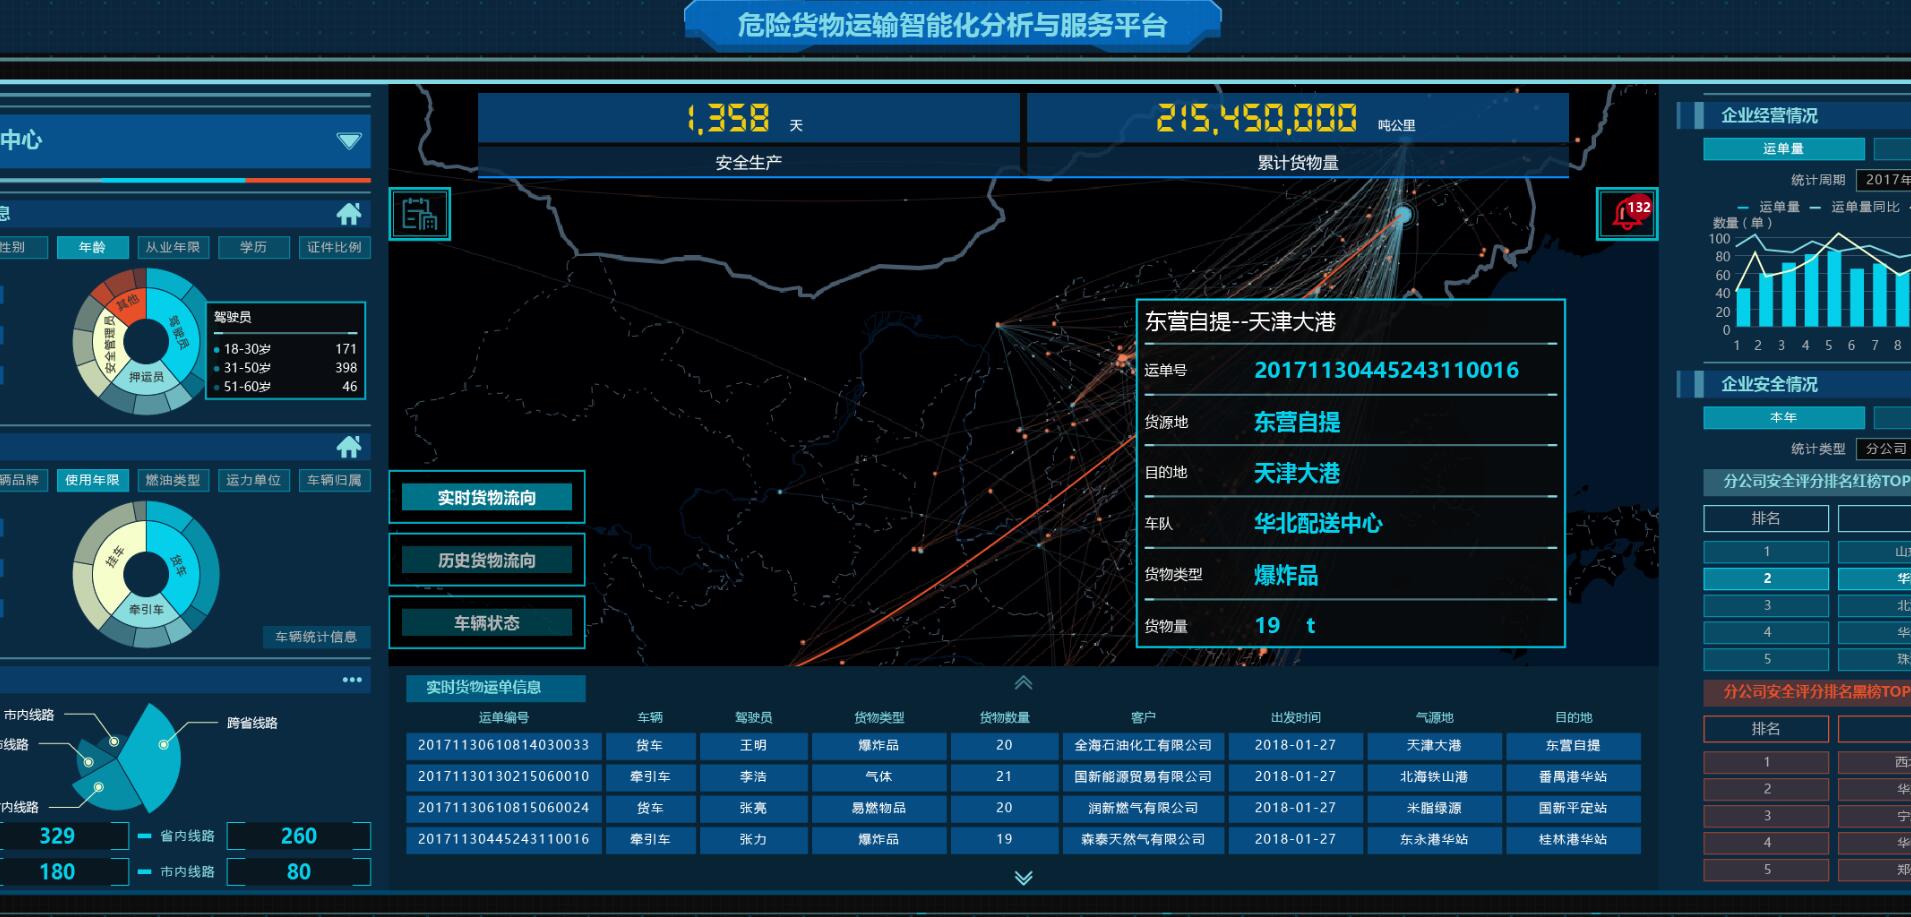 危险货物运输智能化分析与服务平台
中心
息
性别 年龄 从业年限 学历 证件比例
其他
驾驶员
安全管理员
押运员
驾驶员
18-30岁 171
31-50岁 398
51-60岁 46
辆品牌 使用年限 燃油类型 运力单位 车辆归属
挂车
货车
牵引车
车辆统计信息
市内线路
跨省线路
线路
内线路
329 省内线路 260
180 市内线路 80
1,358 天
安全生产
215,450,000 吨公里
累计货物量
132
实时货物流向
历史货物流向
车辆状态
东营自提--天津大港
运单号 20171130445243110016
货源地 东营自提
目的地 天津大港
车队 华北配送中心
货物类型 爆炸品
货物量 19 t
实时货物运单信息
运单编号 车辆 驾驶员 货物类型 货物数量 客户 出发时间 气源地 目的地
20171130610814030033 货车 王明 爆炸品 20 全海石油化工有限公司 2018-01-27 天津大港 东营自提
20171130130215060010 牵引车 李浩 气体 21 国新能源贸易有限公司 2018-01-27 北海铁山港 番禺港华站
20171130610815060024 货车 张亮 易燃物品 20 润新燃气有限公司 2018-01-27 米脂绿源 国新平定站
20171130445243110016 牵引车 张力 爆炸品 19 森泰天然气有限公司 2018-01-27 东永港华站 桂林港华站
企业经营情况
运单量
统计周期 2017年
运单量 运单量同比
数量（单）
100
80
60
40
20
0
1 2 3 4 5 6 7 8
企业安全情况
本年
统计类型 分公司
分公司安全评分排名红榜TOP
排名
1 山
2 华
3 北
4 华
5 珠
分公司安全评分排名黑榜TOP
排名
1 西
2 华
3 宁
4 华
5 郑